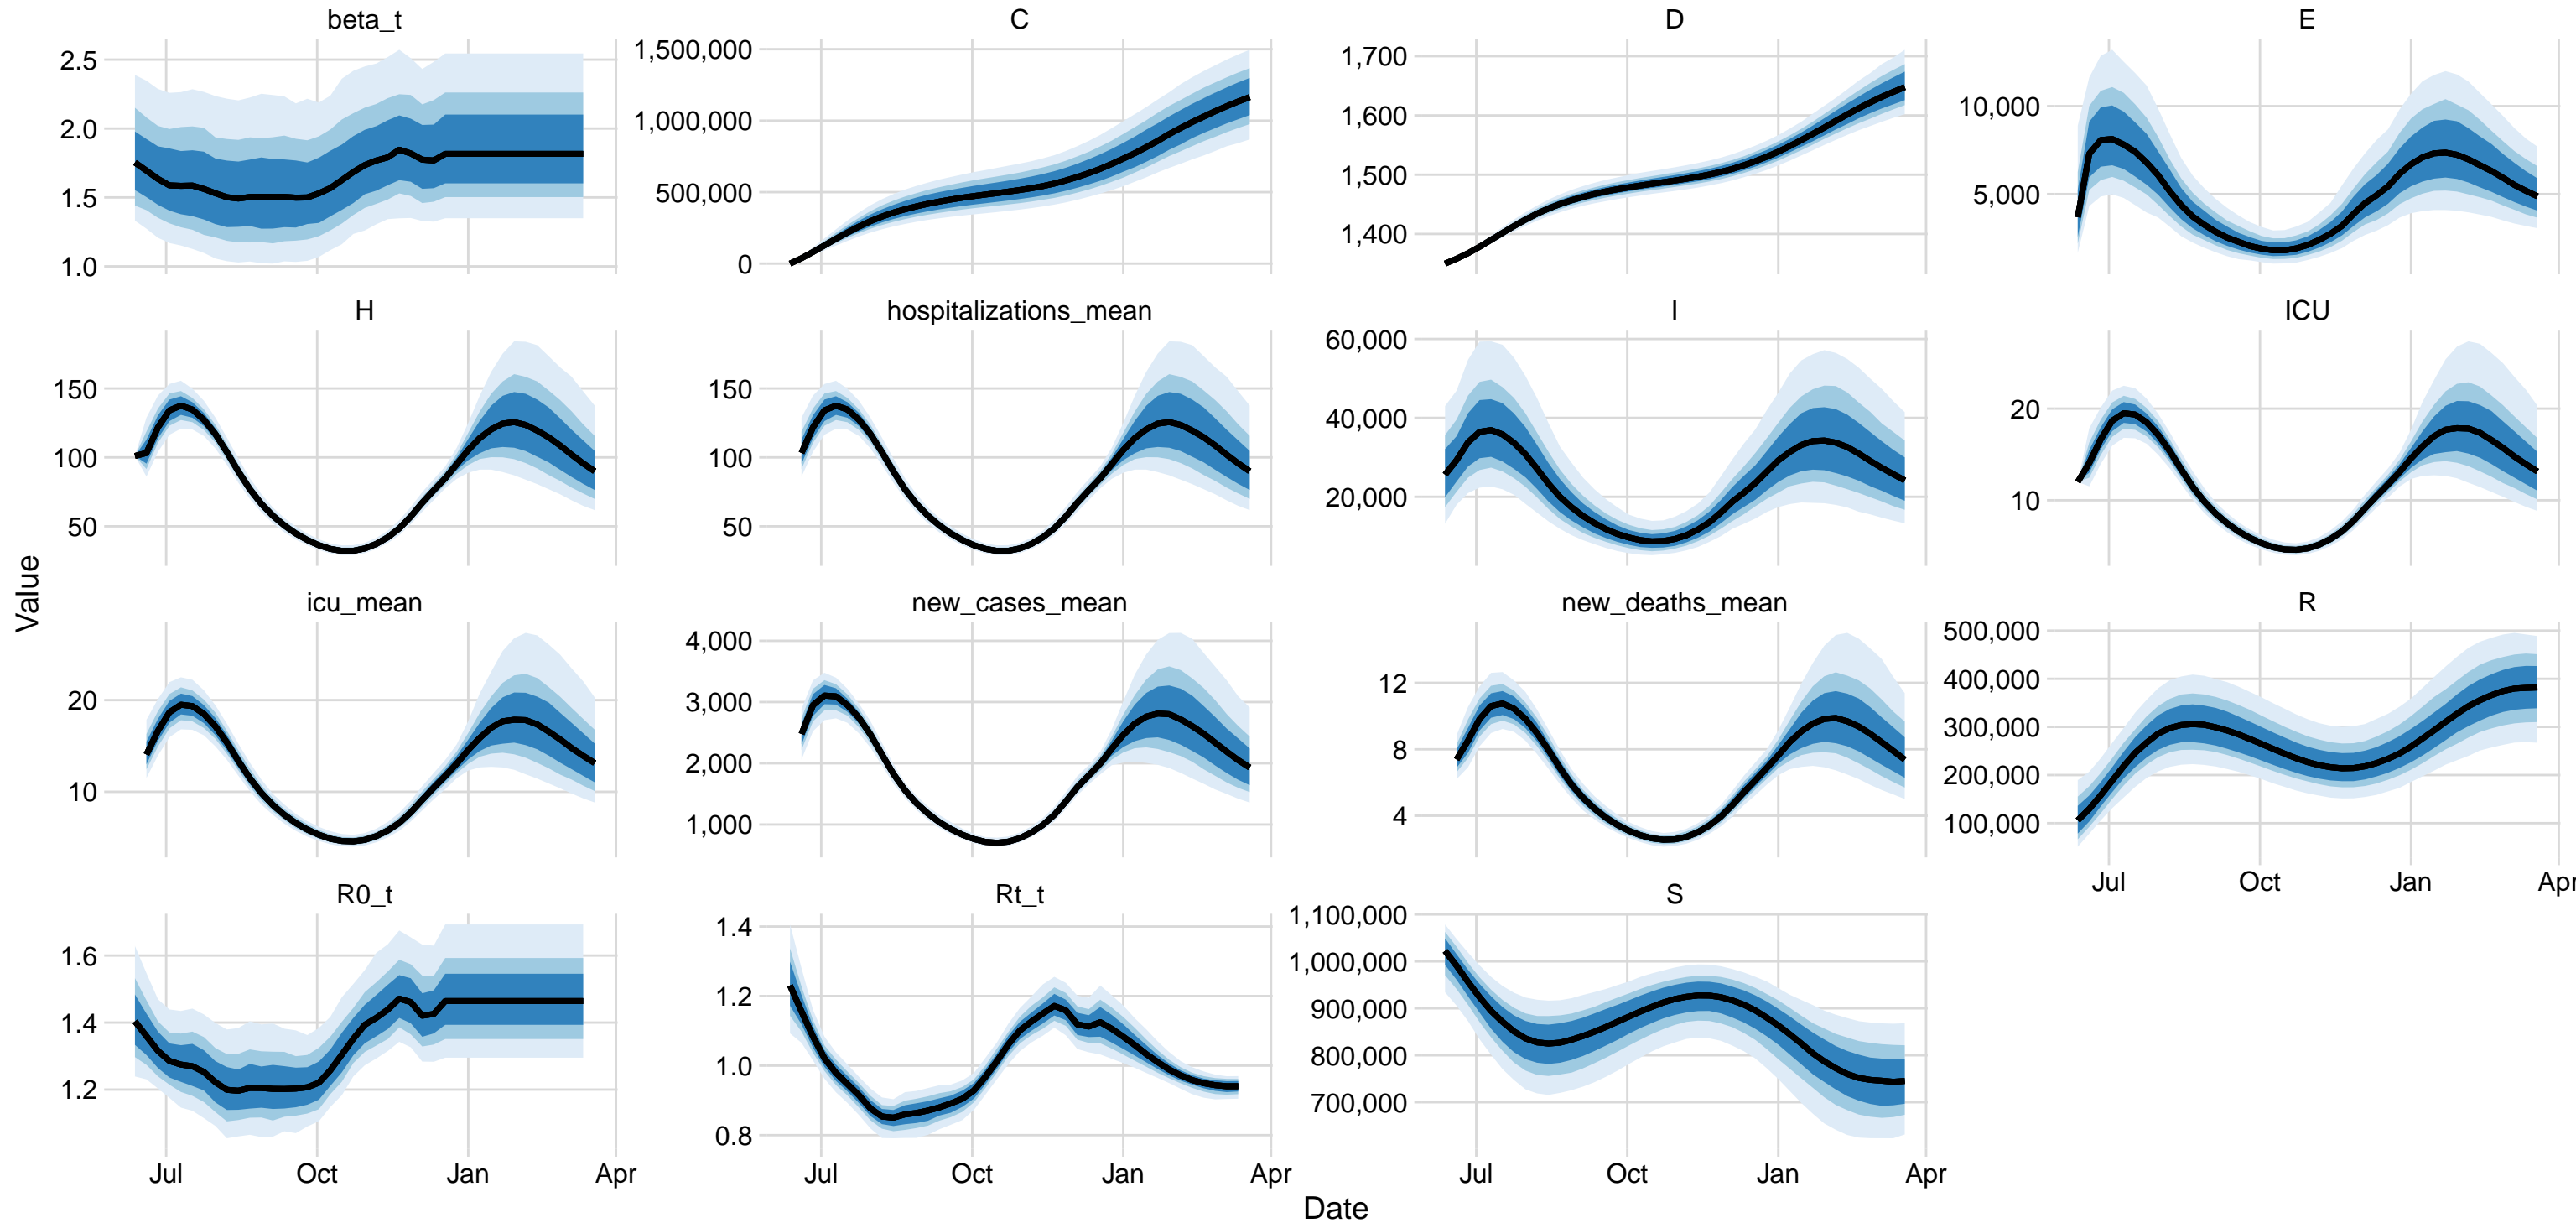 beta_t
C
D
E
2.5
2.0
1.5
1.0
1,500,000
1,000,000
500,000
0
1,700
1,600
1,500
1,400
10,000
5,000
H
hospitalizations_mean
I
ICU
150
100
50
150
100
50
60,000
40,000
20,000
20
10
icu_mean
new_cases_mean
new_deaths_mean
R
20
10
4,000
3,000
2,000
1,000
12
8
4
500,000
400,000
300,000
200,000
100,000
Jul
Oct
Jan
Apr
R0_t
Rt_t
S
1.6
1.4
1.2
1.4
1.2
1.0
0.8
1,100,000
1,000,000
900,000
800,000
700,000
Jul
Oct
Jan
Apr
Jul
Oct
Jan
Apr
Jul
Oct
Jan
Apr
Value
Date